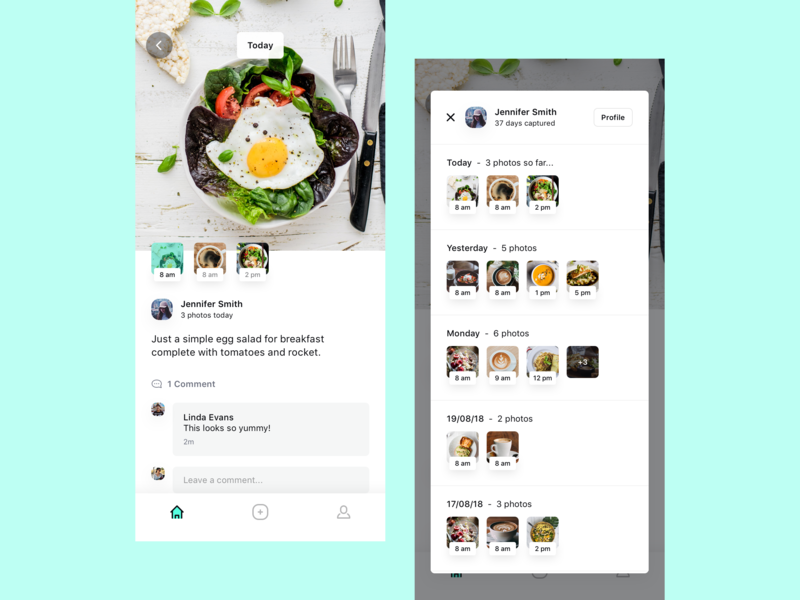 Today
8 am
8 am
2 pm
Jennifer Smith
3 photos today
Just a simple egg salad for breakfast
complete with tomatoes and rocket.
1 Comment
Linda Evans
This looks so yummy!
2m
Leave a comment...
Jennifer Smith
37 days captured
Profile
Today - 3 photos so far...
8 am
8 am
2 pm
Yesterday - 5 photos
8 am
8 am
1 pm
5 pm
Monday - 6 photos
8 am
9 am
12 pm
+3
19/08/18 - 2 photos
8 am
8 am
17/08/18 - 3 photos
8 am
8 am
2 pm